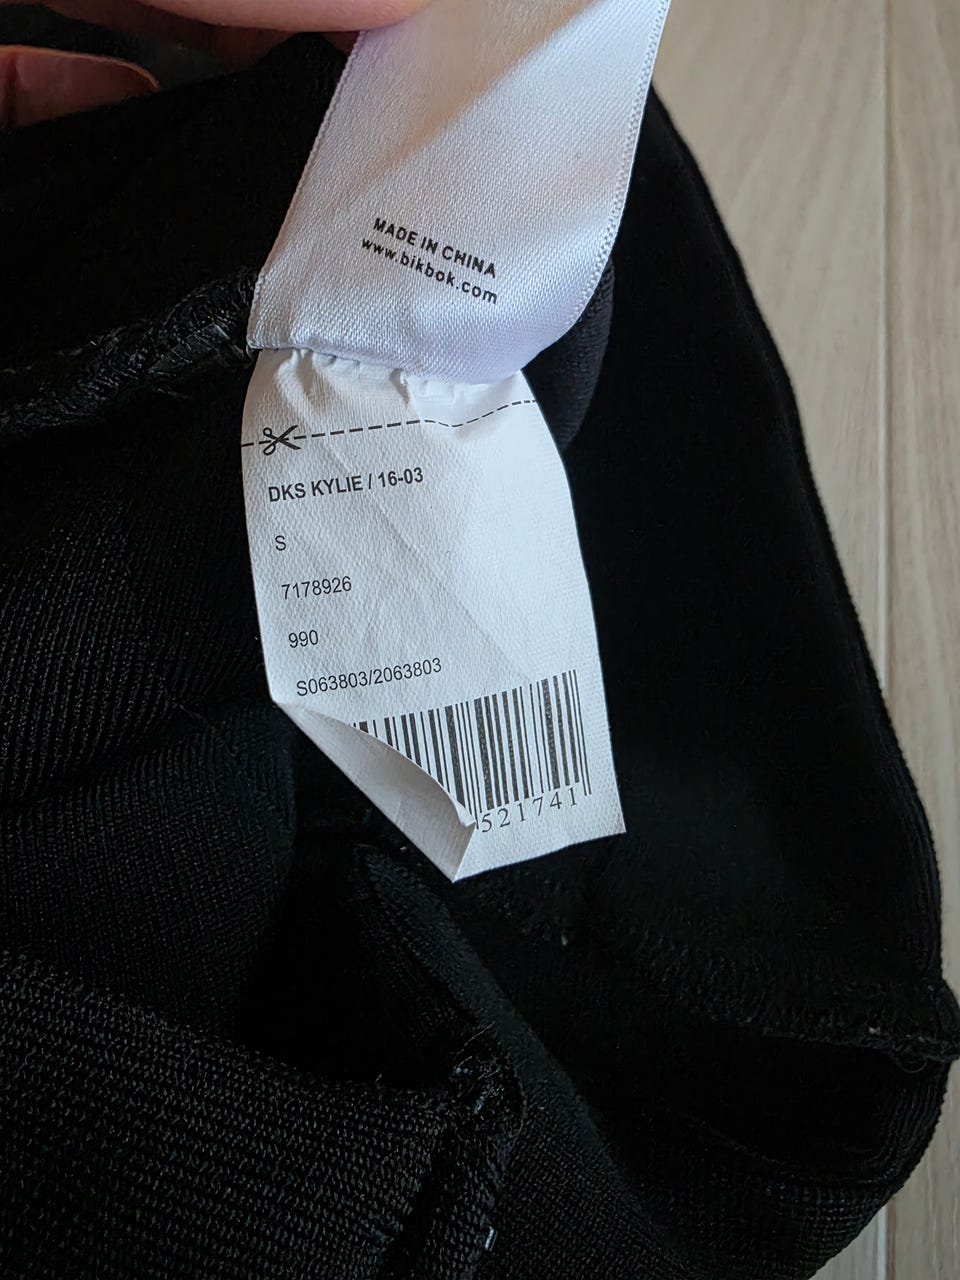 MADE IN CHINA
www.bikbok.com
DKS KYLIE / 16-03
S
7178926
990
S063803/2063803
521741